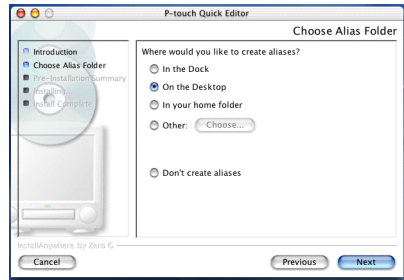 P-touch Quick Editor
Choose Alias Folder
Introduction
Choose Alias Folder
Pre-Installation Summary
Installing...
Install Complete
Where would you like to create aliases?
In the Dock
On the Desktop
In your home folder
Other: Choose...
Don't create aliases
InstallAnywhere by Zero G
Cancel
Previous
Next